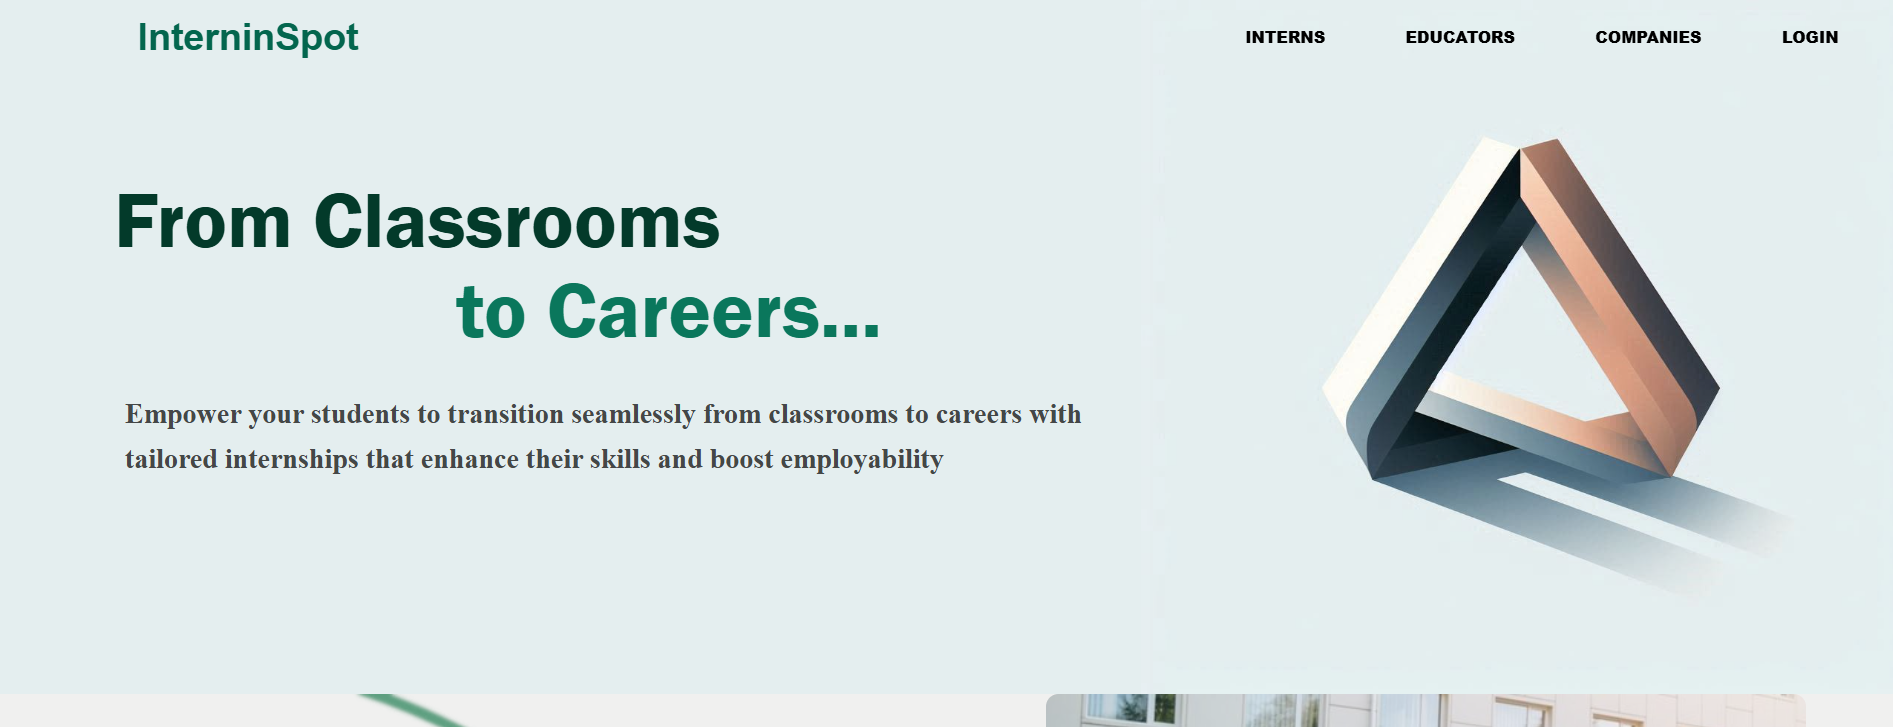 InterninSpot
INTERNS EDUCATORS COMPANIES LOGIN
From Classrooms
to Careers...
Empower your students to transition seamlessly from classrooms to careers with
tailored internships that enhance their skills and boost employability